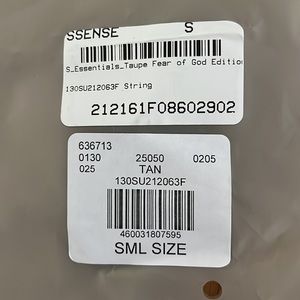 SSENSE S
S_Essentials_Taupe Fear of God Edition
130SU212063F String
212161F08602902
636713
0130 25050 0205
025 TAN
130SU212063F
460031807595
SML SIZE